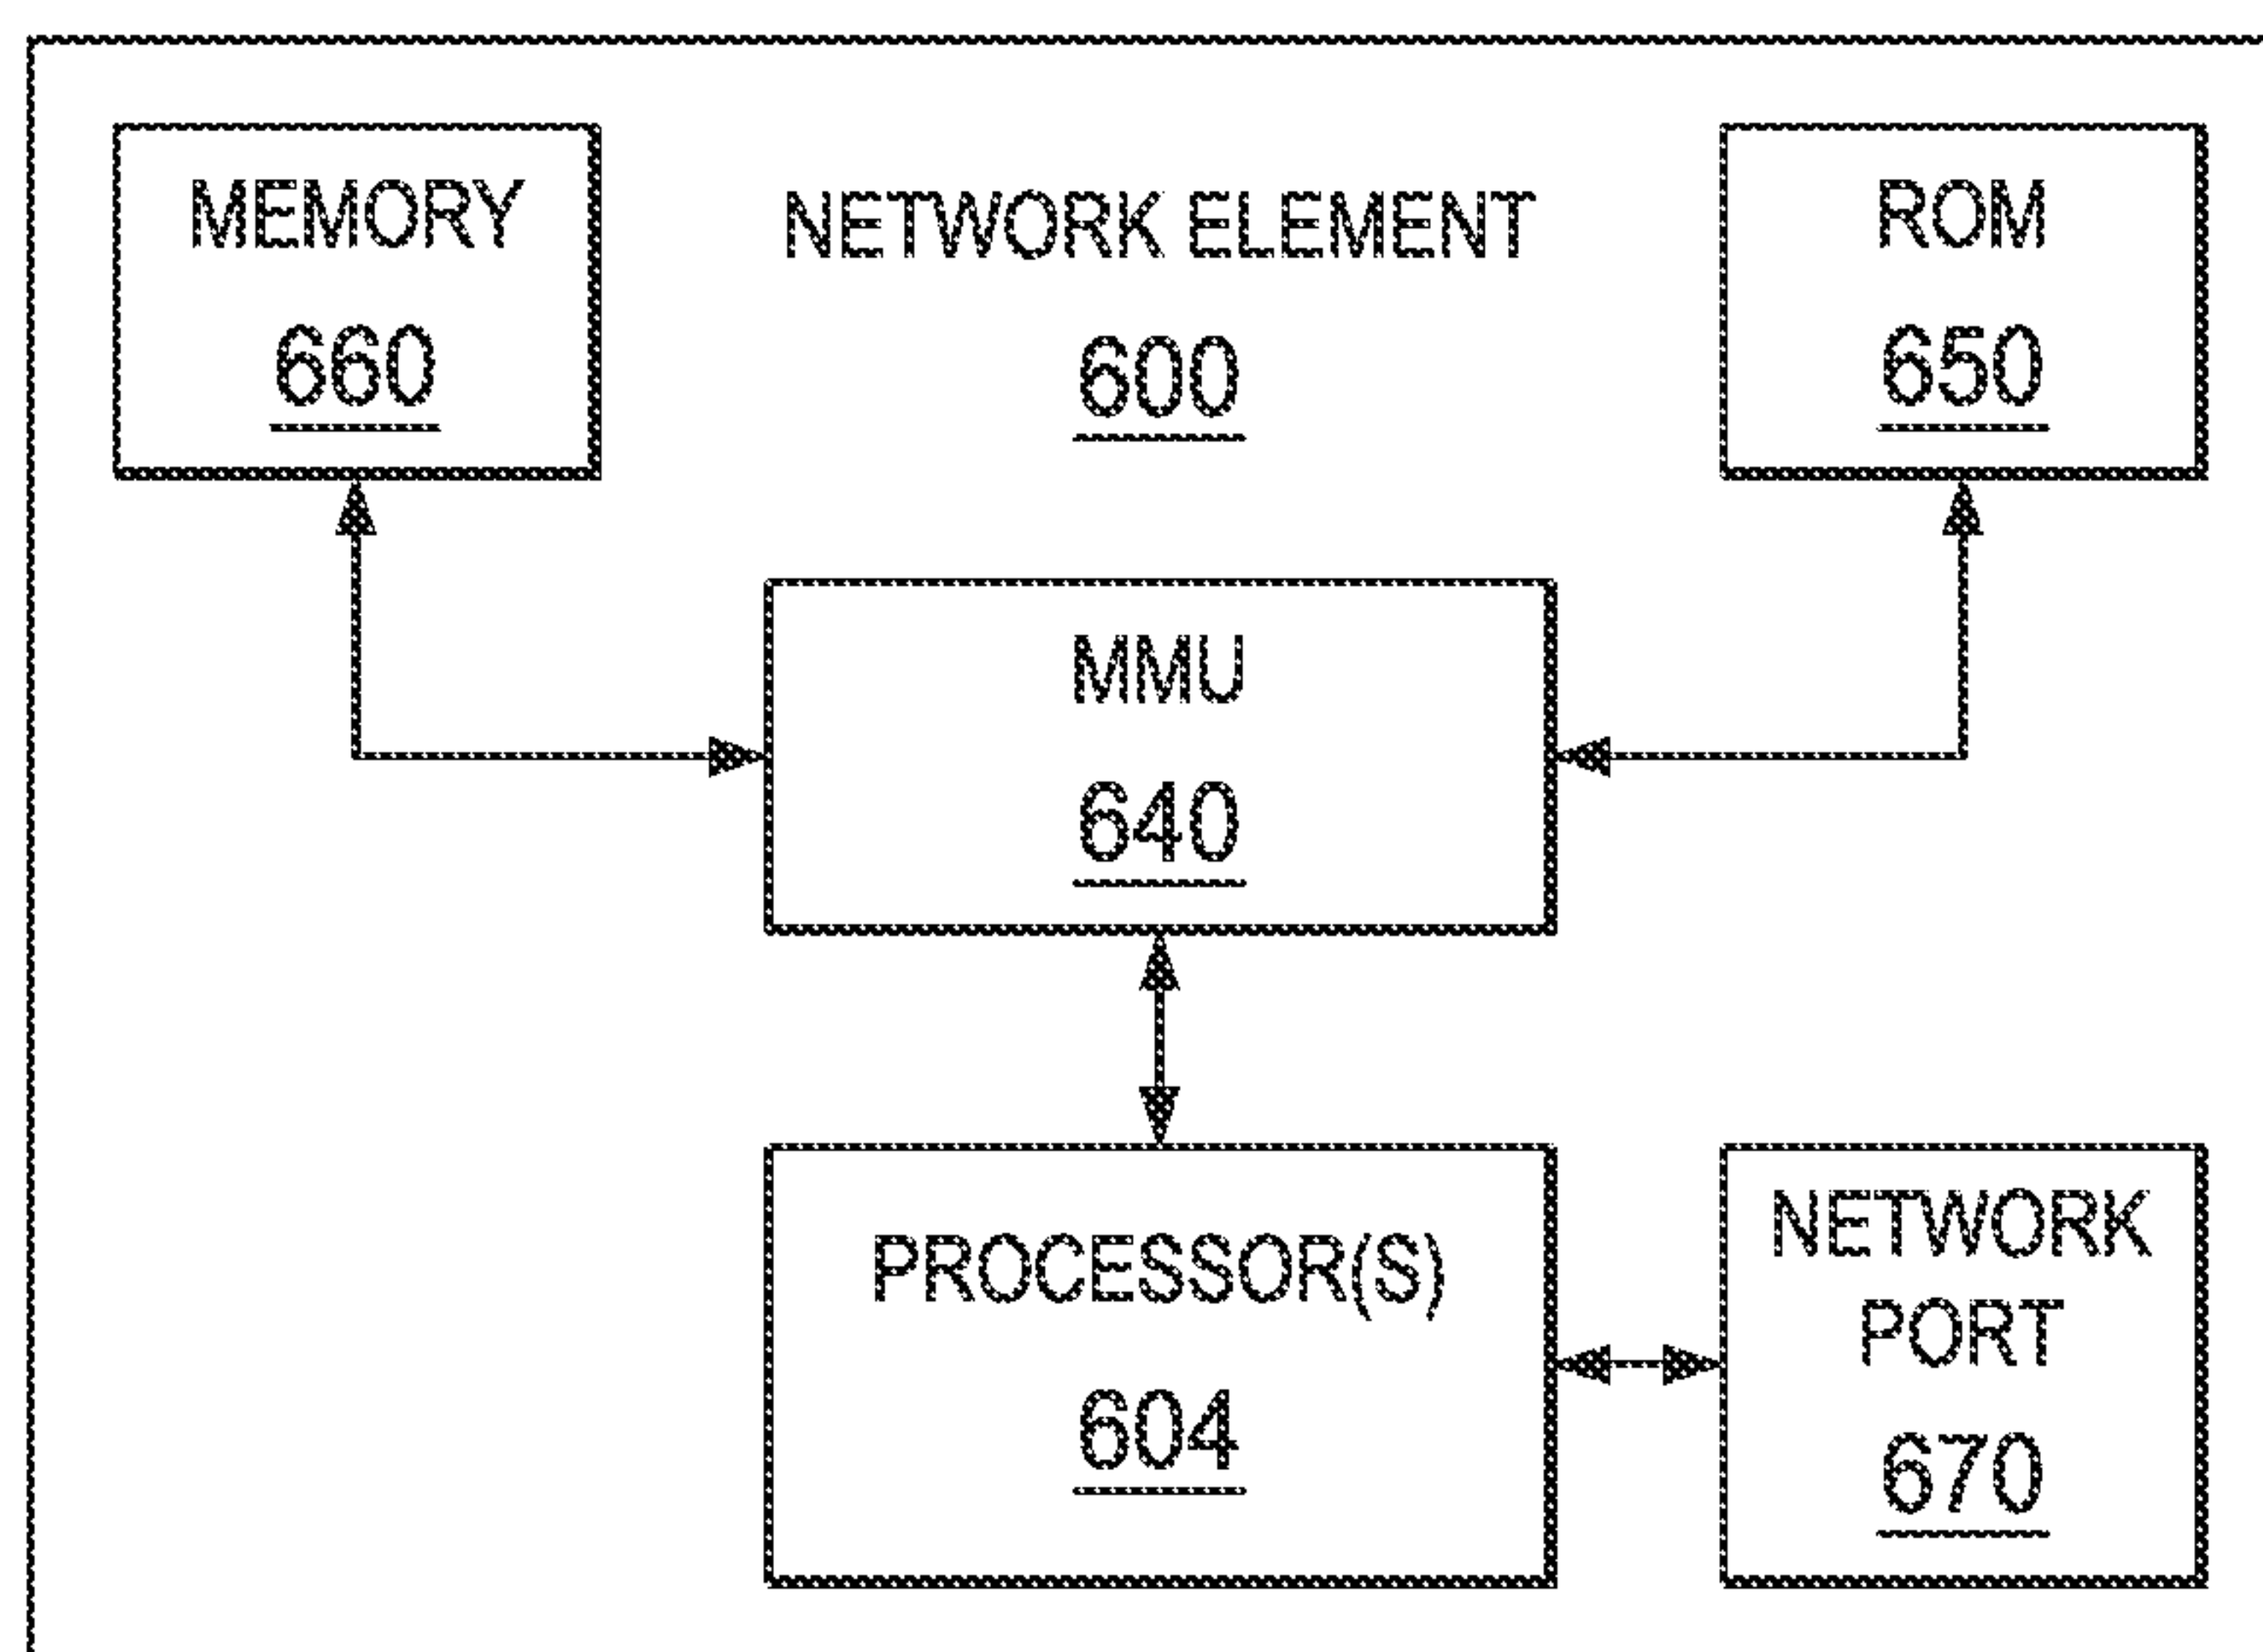 MEMORY
660
NETWORK ELEMENT
600
ROM
650
MMU
640
PROCESSOR(S)
604
NETWORK
PORT
670